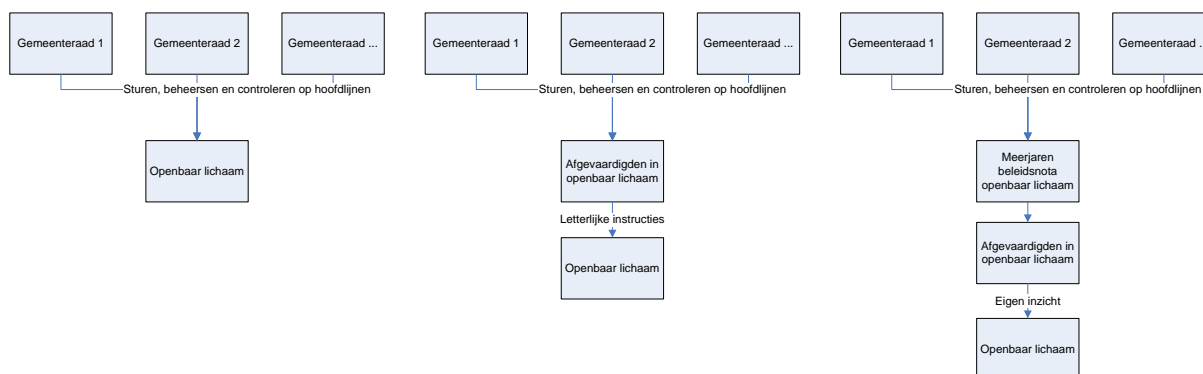 Gemeenteraad 1
Gemeenteraad 2
Gemeenteraad ...
Sturen, beheersen en controleren op hoofdlijnen
Openbaar lichaam
Gemeenteraad 1
Gemeenteraad 2
Gemeenteraad ...
Sturen, beheersen en controleren op hoofdlijnen
Afgevaardigden in
openbaar lichaam
Letterlijke instructies
Openbaar lichaam
Gemeenteraad 1
Gemeenteraad 2
Gemeenteraad .
Sturen, beheersen en controleren op hoofdlijnen
Meerjaren
beleidsnota
openbaar lichaam
Afgevaardigden in
openbaar lichaam
Eigen inzicht
Openbaar lichaam